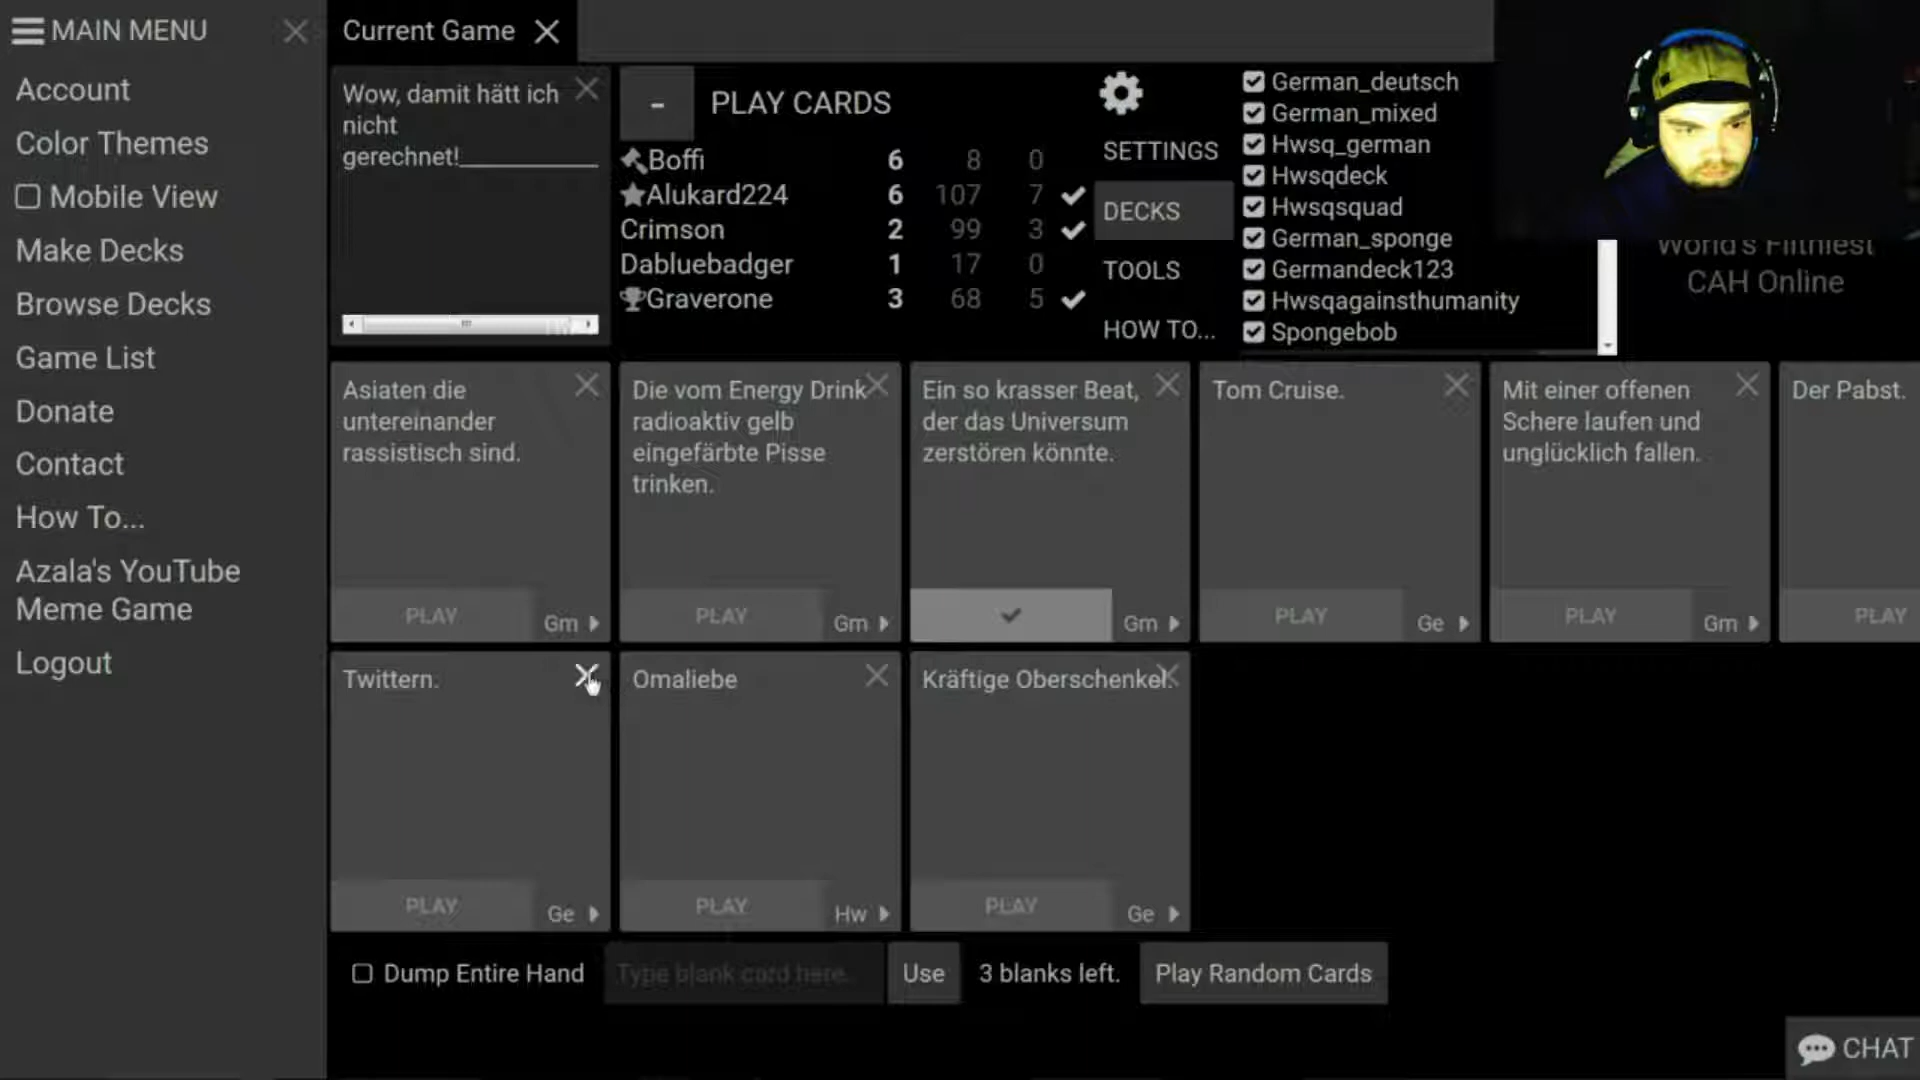 MAIN MENU
Account
Color Themes
Mobile View
Make Decks
Browse Decks
Game List
Donate
Contact
How To...
Azala's YouTube
Meme Game
Logout
Current Game
Wow, damit hätt ich
nicht
gerechnet!____________
-
PLAY CARDS
Boffi 6 8 0
Alukard224 6 107 7
Crimson 2 99 3
Dabluebadger 1 17 0
Graverone 3 68 5
SETTINGS
DECKS
TOOLS
HOW TO...
German_deutsch
German_mixed
Hwsq_german
Hwsqdeck
Hwsqsquad
German_sponge
Germandeck123
Hwsqagainsthumanity
Spongebob
World's Filthiest
CAH Online
Asiaten die
untereinander
rassistisch sind.
PLAY
Gm
Die vom Energy Drink
radioaktiv gelb
eingefärbte Pisse
trinken.
PLAY
Gm
Ein so krasser Beat,
der das Universum
zerstören könnte.
Gm
Tom Cruise.
PLAY
Ge
Mit einer offenen
Schere laufen und
unglücklich fallen.
PLAY
Gm
Der Pabst.
PLAY
Twittern.
PLAY
Ge
Omaliebe
PLAY
Hw
Kräftige Oberschenkel.
PLAY
Ge
Dump Entire Hand
Type blank card here.
Use
3 blanks left.
Play Random Cards
CHAT